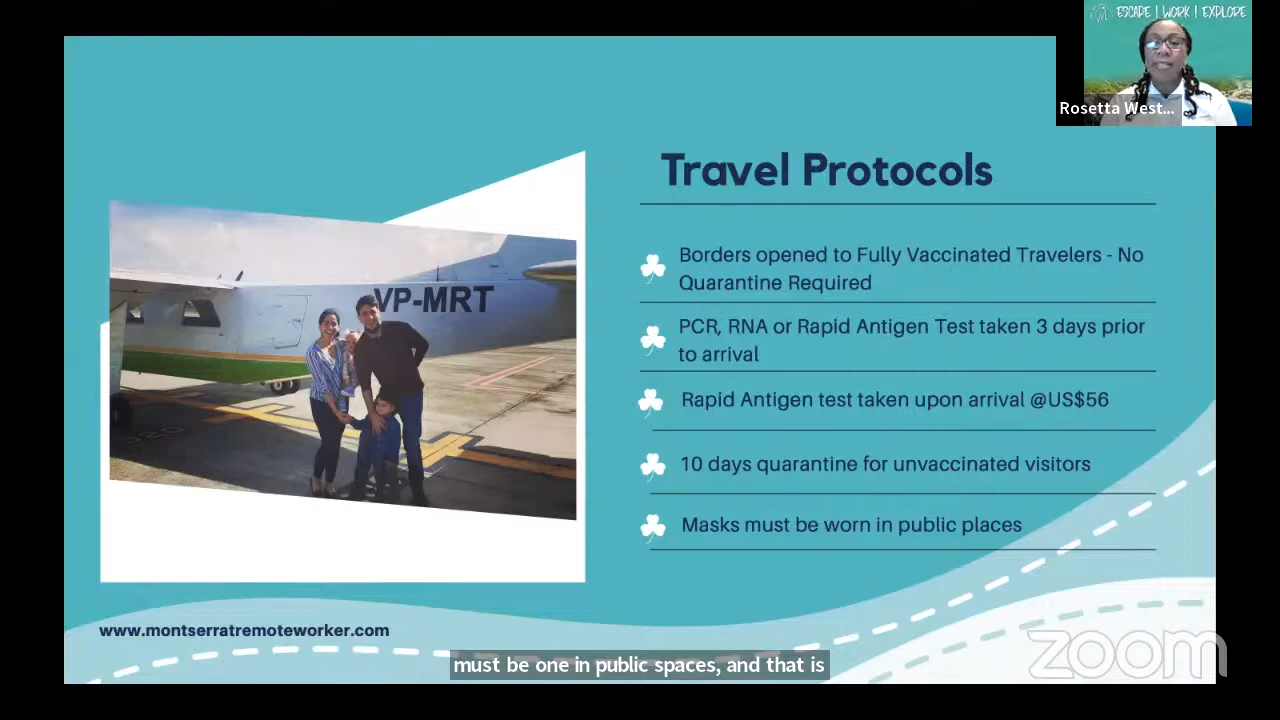 ESCAPE | WORK | EXPLORE
Rosetta West...
Travel Protocols
VP-MRT
Borders opened to Fully Vaccinated Travelers - No
Quarantine Required
PCR, RNA or Rapid Antigen Test taken 3 days prior
to arrival
Rapid Antigen test taken upon arrival @US$56
10 days quarantine for unvaccinated visitors
Masks must be worn in public places
www.montserratremoteworker.com
must be one in public spaces, and that is
zoom